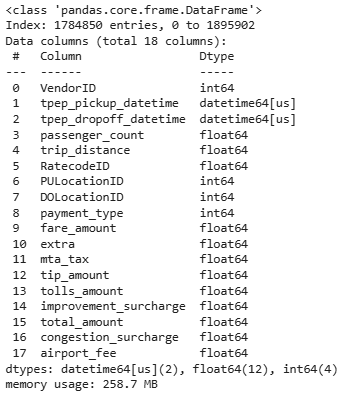 <class 'pandas.core.frame.DataFrame'>
Index: 1784850 entries, 0 to 1895902
Data columns (total 18 columns):
 #   Column                 Dtype
---  ------                 -----
 0   VendorID               int64
 1   tpep_pickup_datetime   datetime64[us]
 2   tpep_dropoff_datetime  datetime64[us]
 3   passenger_count        float64
 4   trip_distance          float64
 5   RatecodeID             float64
 6   PULocationID           int64
 7   DOLocationID           int64
 8   payment_type           int64
 9   fare_amount            float64
 10  extra                  float64
 11  mta_tax                float64
 12  tip_amount             float64
 13  tolls_amount           float64
 14  improvement_surcharge  float64
 15  total_amount           float64
 16  congestion_surcharge   float64
 17  airport_fee            float64
dtypes: datetime64[us](2), float64(12), int64(4)
memory usage: 258.7 MB